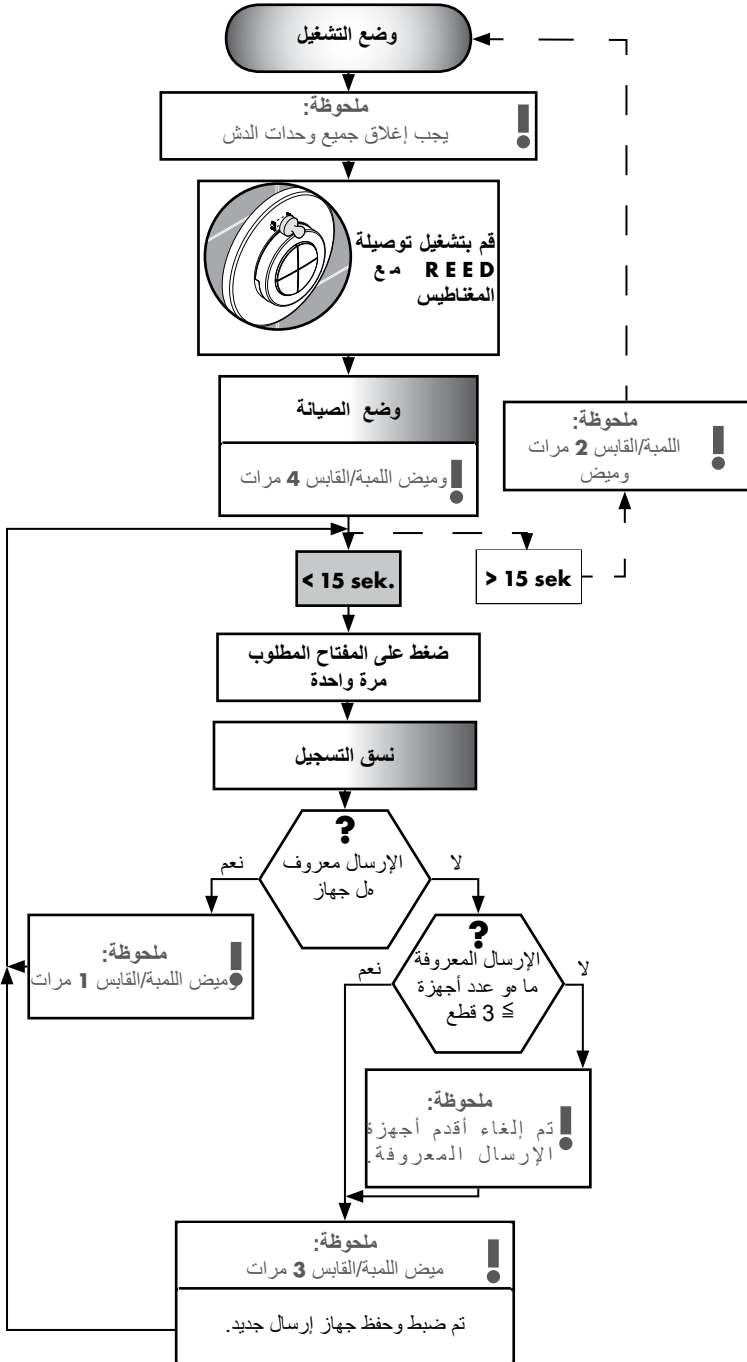 وضع التشغيل
ملحوظة:
يجب إغلاق جميع وحدات الدش
قم بتشغيل توصيلة
REED مع
المغناطيس
وضع الصيانة
وميض اللمبة/القابس 4 مرات
ملحوظة:
اللمبة/القابس 2 مرات
وميض
< 15 sek.
> 15 sek
ضغط على المفتاح المطلوب
مرة واحدة
نسق التسجيل
?
الإرسال معروف
هل جهاز
نعم
لا
ملحوظة:
وميض اللمبة/القابس 1 مرات
?
الإرسال المعروفة
ما هو عدد أجهزة
≦ 3 قطع
نعم
لا
ملحوظة:
تم إلغاء أقدم أجهزة
الإرسال المعروفة.
ملحوظة:
ميض اللمبة/القابس 3 مرات
تم ضبط وحفظ جهاز إرسال جديد.